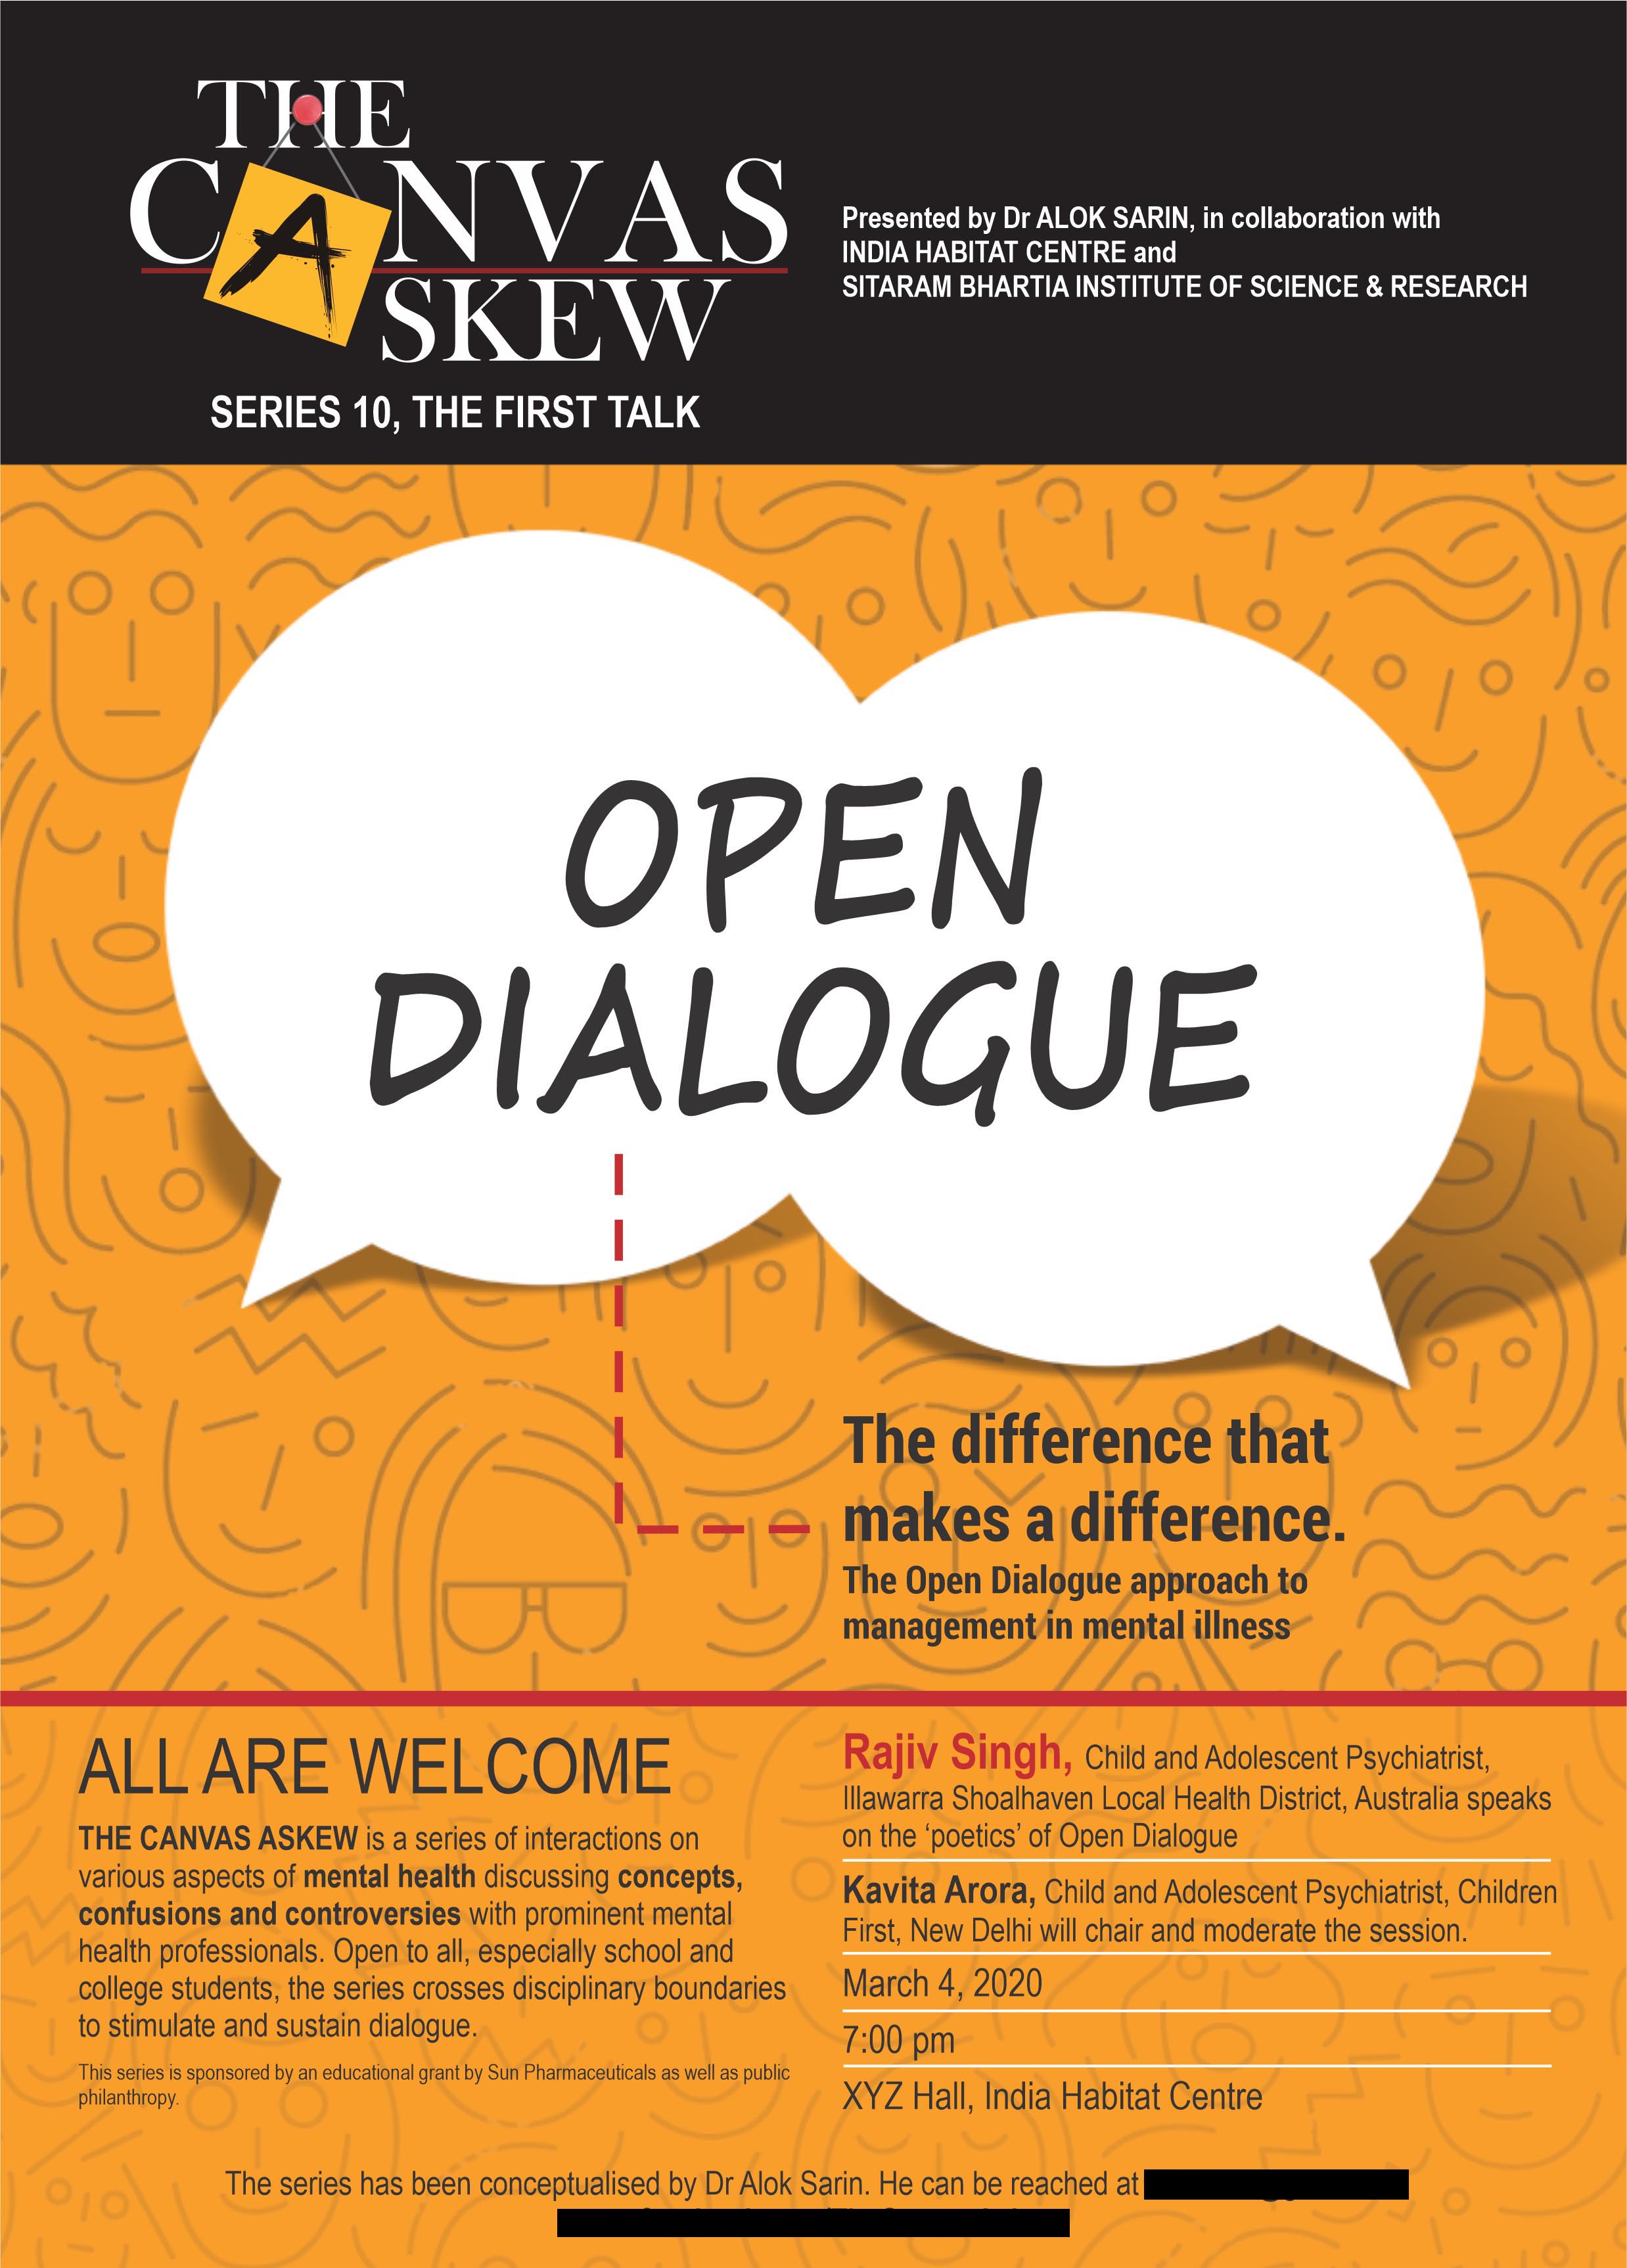 THE
CANVAS
ASKEW
SERIES 10, THE FIRST TALK
Presented by Dr ALOK SARIN, in collaboration with
INDIA HABITAT CENTRE and
SITARAM BHARTIA INSTITUTE OF SCIENCE & RESEARCH
OPEN
DIALOGUE
The difference that
makes a difference.
The Open Dialogue approach to
management in mental illness
ALL ARE WELCOME
THE CANVAS ASKEW is a series of interactions on
various aspects of mental health discussing concepts,
confusions and controversies with prominent mental
health professionals. Open to all, especially school and
college students, the series crosses disciplinary boundaries
to stimulate and sustain dialogue.
This series is sponsored by an educational grant by Sun Pharmaceuticals as well as public
philanthropy.
Rajiv Singh, Child and Adolescent Psychiatrist,
Illawarra Shoalhaven Local Health District, Australia speaks
on the ‘poetics’ of Open Dialogue
Kavita Arora, Child and Adolescent Psychiatrist, Children
First, New Delhi will chair and moderate the session.
March 4, 2020
7:00 pm
XYZ Hall, India Habitat Centre
The series has been conceptualised by Dr Alok Sarin. He can be reached at